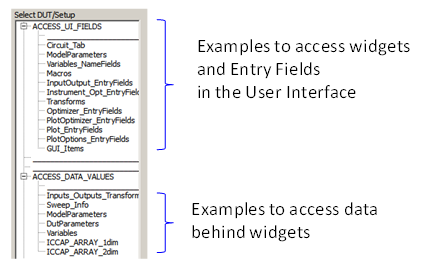 Select DUT/Setup
ACCESS_UI_FIELDS
Circuit_Tab
ModelParameters
Variables_NameFields
Macros
InputOutput_EntryFields
Instrument_Opt_EntryFiel
Transforms
Optimizer_EntryFields
PlotOptimizer_EntryFields
Plot_EntryFields
PlotOptions_EntryFields
GUI_Items
Examples to access widgets
and Entry Fields
in the User Interface
ACCESS_DATA_VALUES
Inputs_Outputs_Transform
Sweep_Info
ModelParameters
DutParameters
Variables
ICCAP_ARRAY_1dim
ICCAP_ARRAY_2dim
Examples to access data
behind widgets